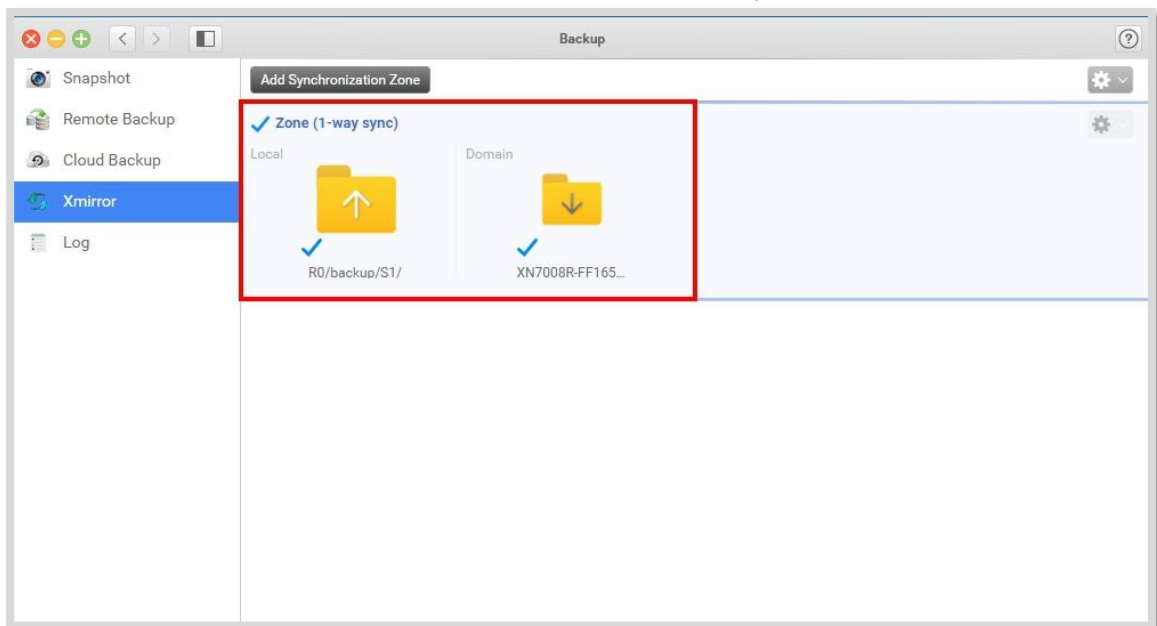 Backup
?
Snapshot
Remote Backup
Cloud Backup
Xmirror
Log
Add Synchronization Zone
Zone (1-way sync)
Local
Domain
R0/backup/S1/
XN7008R-FF165...